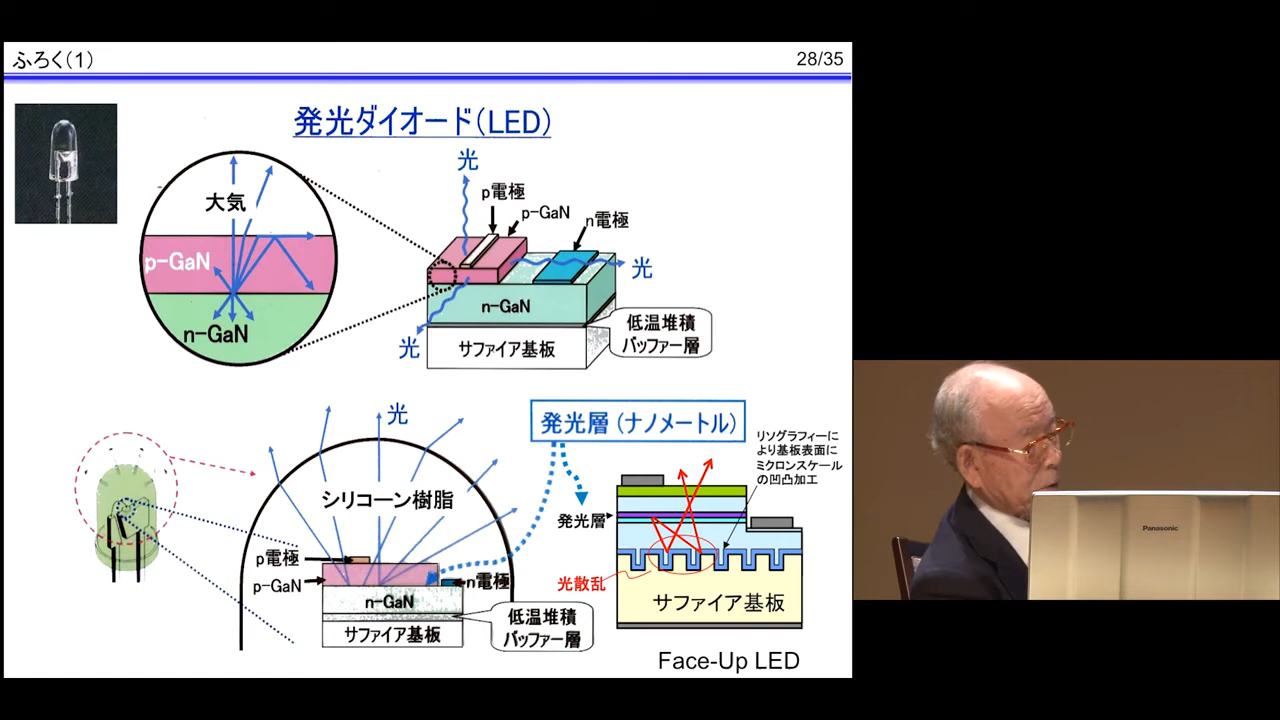 ふろく(1)
28/35
発光ダイオード(LED)
大気
p-GaN
n-GaN
光
p電極
p-GaN
n電極
光
n-GaN
光
サファイア基板
低温堆積
バッファー層
光
シリコーン樹脂
p電極
p-GaN
n電極
n-GaN
サファイア基板
低温堆積
バッファー層
発光層(ナノメートル)
リソグラフィーに
より基板表面に
ミクロンスケール
の凹凸加工
発光層
光散乱
サファイア基板
Face-Up LED
Panasonic